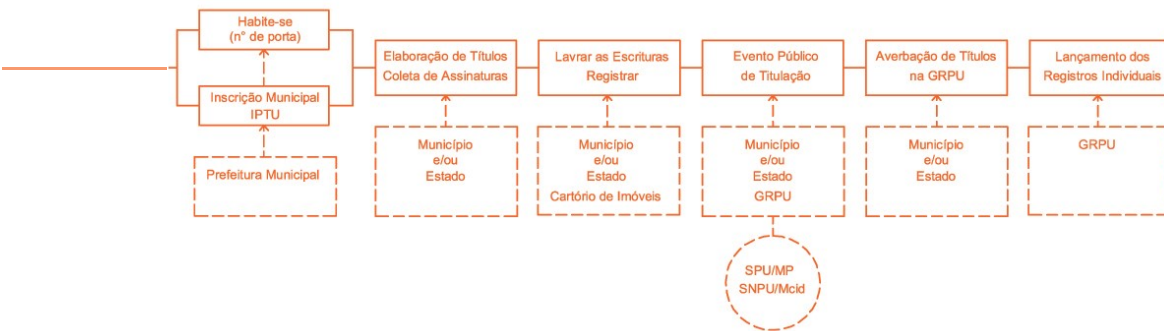 Habite-se
(n° de porta)
Inscrição Municipal
IPTU
Prefeitura Municipal
Elaboração de Títulos
Coleta de Assinaturas
Município
e/ou
Estado
Lavrar as Escrituras
Registrar
Município
e/ou
Estado
Cartório de Imóveis
Evento Público
de Titulação
Município
e/ou
Estado
GRPU
SPU/MP
SNPU/Mcid
Averbação de Títulos
na GRPU
Município
e/ou
Estado
Lançamento dos
Registros Individuais
GRPU